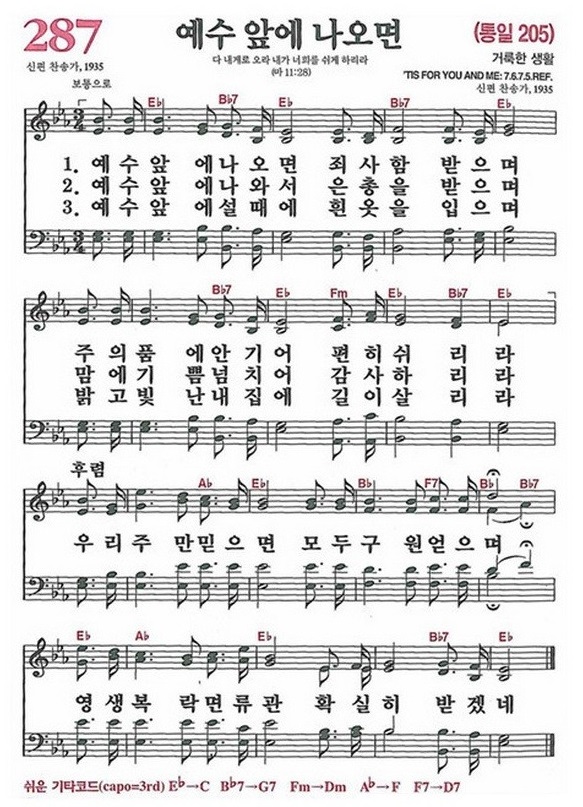 287
예수 앞에 나오면
(통일 205)
신편 찬송가, 1935
다 내게로 오라 내가 너희를 쉬게 하리라
(마 11:28)
거룩한 생활
'TIS FOR YOU AND ME: 7.6.7.5.REF.
신편 찬송가, 1935
보통으로
E♭ B♭7 E♭ B♭7 E♭
1. 예 수 앞 에 나 오 면 죄 사 함 받 으 며
2. 예 수 앞 에 나 와 서 은 총 을 받 으 며
3. 예 수 앞 에 설 때 에 흰 옷 을 입 으 며
B♭7 E♭ Fm E♭ B♭7 E♭
주 의 품 에 안 기 어 편 히 쉬 리 라
맘 에 기 쁨 넘 치 어 감 사 하 리 라
밝 고 빛 난 내 집 에 길 이 살 리 라
후렴
A♭ E♭ B♭ F7 B♭ B♭7
우 리 주 만 믿 으 면 모 두 구 원 얻 으 며
E♭ A♭ E♭ B♭7 E♭
영 생 복 락 면 류 관 확 실 히 받 겠 네
쉬운 기타코드(capo=3rd) E♭→C B♭7→G7 Fm→Dm A♭→F F7→D7